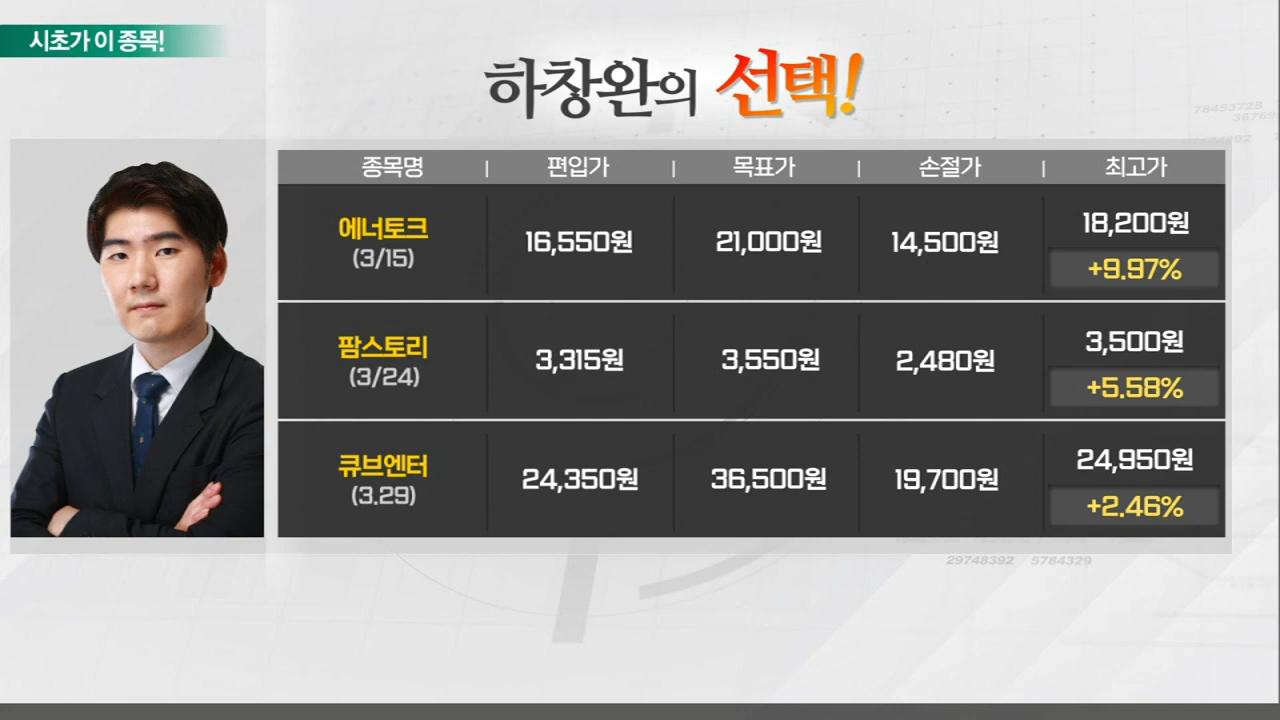 시초가 이 종목!
하창완의 선택!
종목명 | 편입가 | 목표가 | 손절가 | 최고가
에너토크 16,550원 21,000원 14,500원 18,200원
(3/15) +9.97%
팜스토리 3,315원 3,550원 2,480원 3,500원
(3/24) +5.58%
큐브엔터 24,350원 36,500원 19,700원 24,950원
(3.29) +2.46%
78453728
29748392 5784329